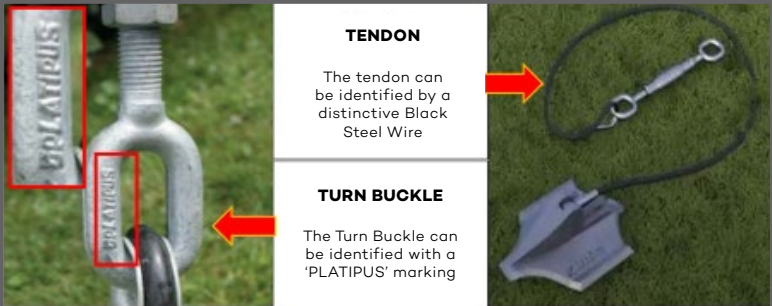 PLATIPUS
PLATIPUS
TENDON
The tendon can
be identified by a
distinctive Black
Steel Wire
TURN BUCKLE
The Turn Buckle can
be identified with a
‘PLATIPUS’ marking